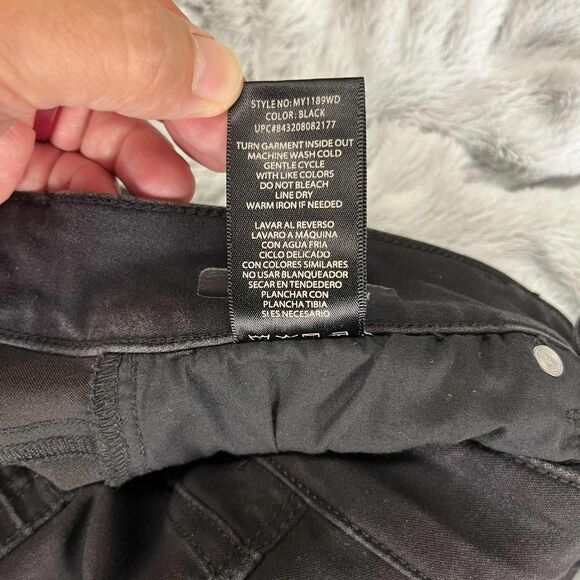 STYLE NO: MY1189WD
COLOR: BLACK
UPC#843208082177
TURN GARMENT INSIDE OUT
MACHINE WASH COLD
GENTLE CYCLE
WITH LIKE COLORS
DO NOT BLEACH
LINE DRY
WARM IRON IF NEEDED
LAVAR AL REVERSO
LAVARO A MÁQUINA
CON AGUA FRIA
CICLO DELICADO
CON COLORES SIMILARES
NO USAR BLANQUEADOR
SECAR EN TENDEDERO
PLANCHAR CON
PLANCHA TIBIA
SI ES NECESARIO